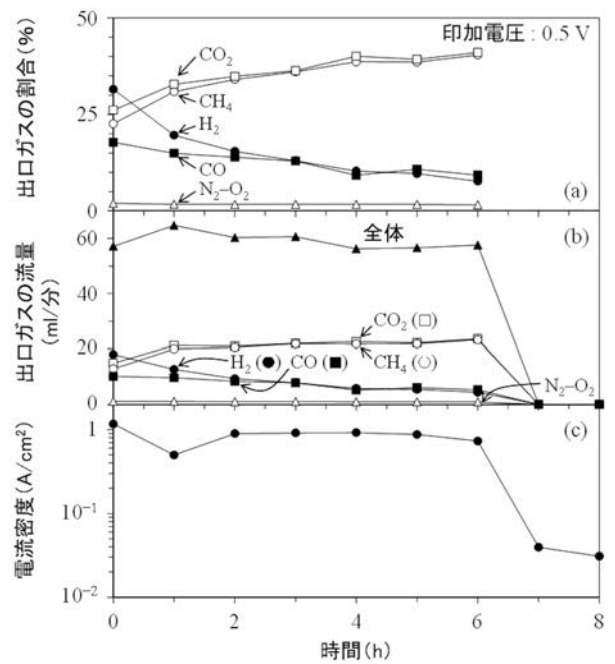 印加電圧 : 0.5 V
出口ガスの割合(%)
50
25
0
CO₂
CH₄
H₂
CO
N₂–O₂
(a)
出口ガスの流量
(ml/分)
60
40
20
0
全体
(b)
CO₂ (□)
H₂ (●) CO (■) CH₄ (○)
N₂–O₂
電流密度(A/cm²)
1
10⁻¹
10⁻²
(c)
0 2 4 6 8
時間(h)